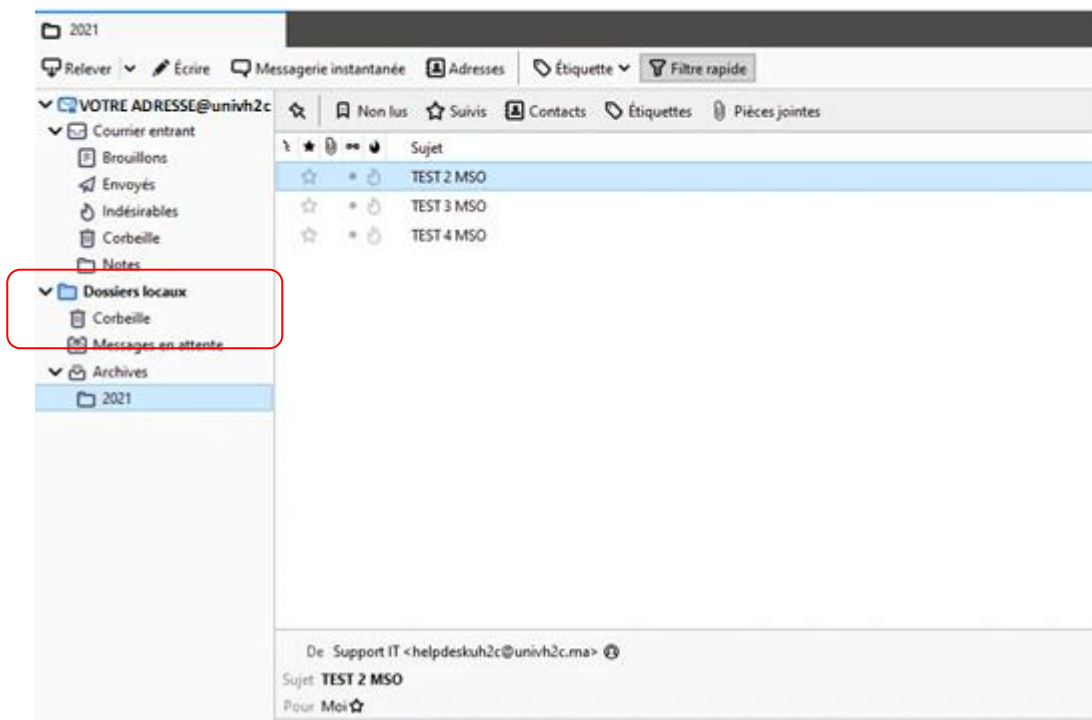 2021
Relever Écrire Messagerie instantanée Adresses Étiquette Filtre rapide
VOTRE ADRESSE@univh2c
Courrier entrant
Brouillons
Envoyés
Indésirables
Corbeille
Notes
Dossiers locaux
Corbeille
Messages en attente
Archives
2021
Non lus Suivis Contacts Étiquettes Pièces jointes
Sujet
TEST 2 MSO
TEST 3 MSO
TEST 4 MSO
De Support IT <helpdeskuh2c@univh2c.ma>
Sujet TEST 2 MSO
Pour Moi